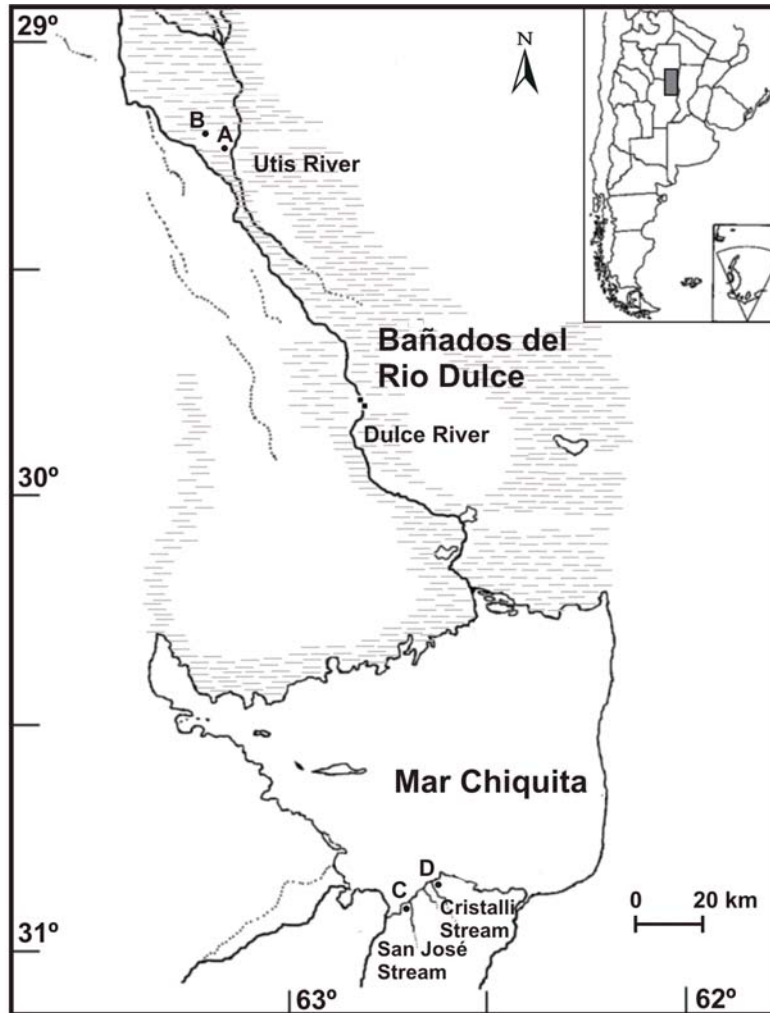 29º
N
B
A
Utis River
Bañados del
Rio Dulce
Dulce River
30º
Mar Chiquita
D
C
Cristalli
Stream
San José
Stream
0 20 km
31º
63º
62º